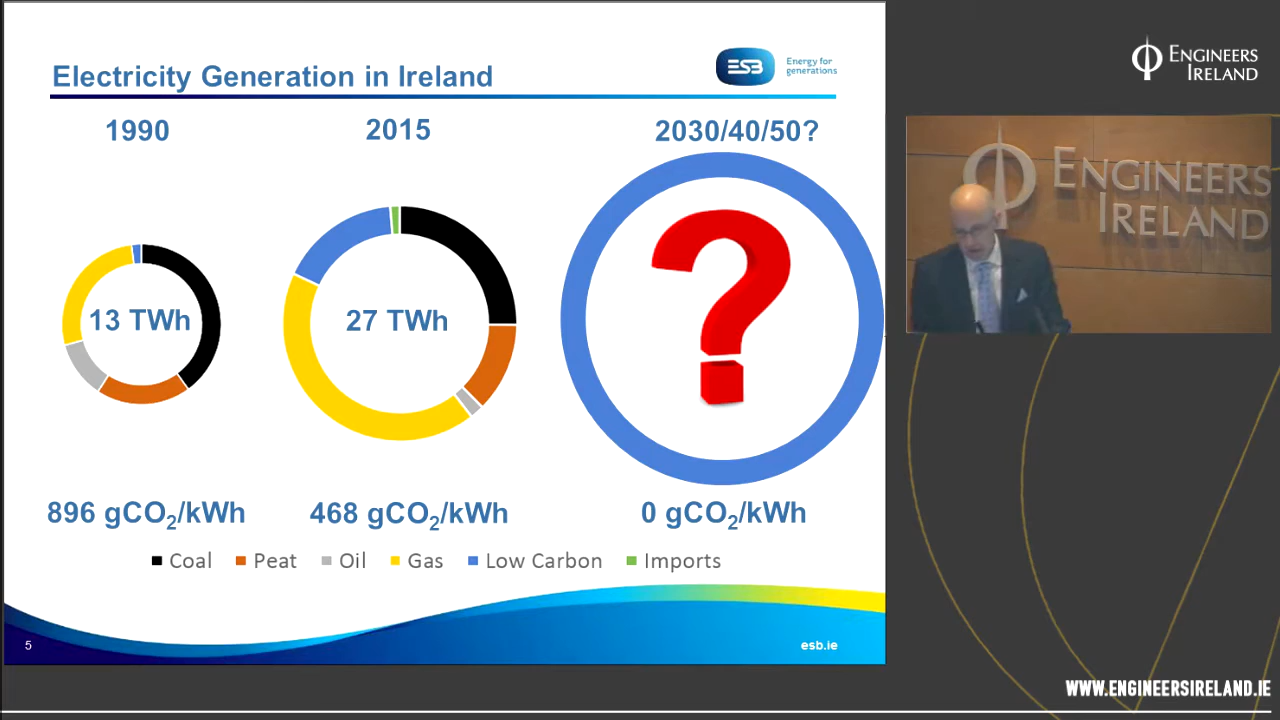 Electricity Generation in Ireland
ESB
Energy for
generations
1990
2015
2030/40/50?
13 TWh
27 TWh
?
896 gCO₂/kWh
468 gCO₂/kWh
0 gCO₂/kWh
Coal
Peat
Oil
Gas
Low Carbon
Imports
5
esb.ie
ENGINEERS
IRELAND
ENGINEERS
IRELAND
WWW.ENGINEERSIRELAND.IE